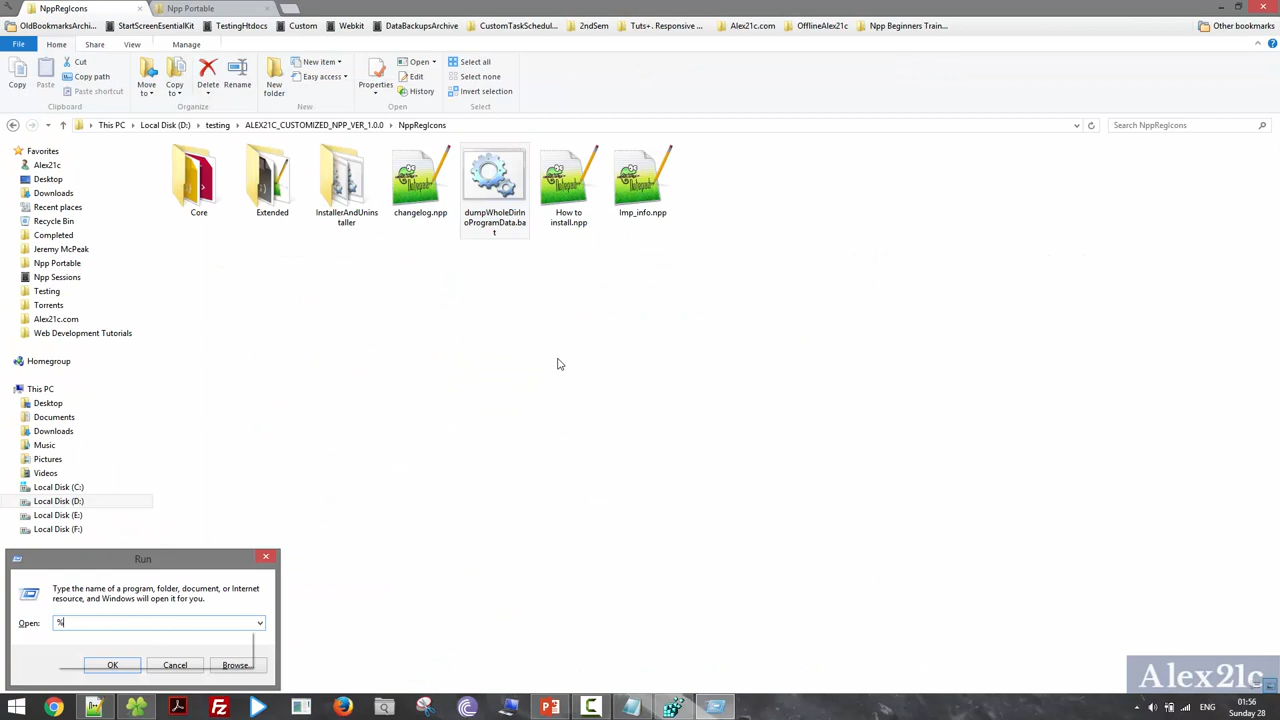 NppRegIcons
Npp Portable
OldBookmarksArchi...
StartScreenEsentialKit
TestingHtdocs
Custom
Webkit
DataBackupsArchive
CustomTaskSchedul...
2ndSem
Tuts+. Responsive ...
Alex21c.com
OfflineAlex21c
Npp Beginners Train...
Other bookmarks
File
Home
Share
View
Manage
Copy
Paste
Cut
Copy path
Paste shortcut
Clipboard
Move to
Copy to
Delete
Rename
Organize
New folder
New item
Easy access
New
Properties
Open
Edit
History
Open
Select all
Select none
Invert selection
Select
This PC
Local Disk (D:)
testing
ALEX21C_CUSTOMIZED_NPP_VER_1.0.0
NppRegIcons
Search NppRegIcons
Favorites
Alex21c
Desktop
Downloads
Recent places
Recycle Bin
Completed
Jeremy McPeak
Npp Portable
Npp Sessions
Testing
Torrents
Alex21c.com
Web Development Tutorials
Homegroup
This PC
Desktop
Documents
Downloads
Music
Pictures
Videos
Local Disk (C:)
Local Disk (D:)
Local Disk (E:)
Local Disk (F:)
Core
Extended
InstallerAndUnins
taller
changelog.npp
dumpWholeDirIn
oProgramData.ba
t
How to
install.npp
Imp_info.npp
Run
Type the name of a program, folder, document, or Internet
resource, and Windows will open it for you.
Open:
%
OK
Cancel
Browse...
Alex21c
ENG
01:56
Sunday 28